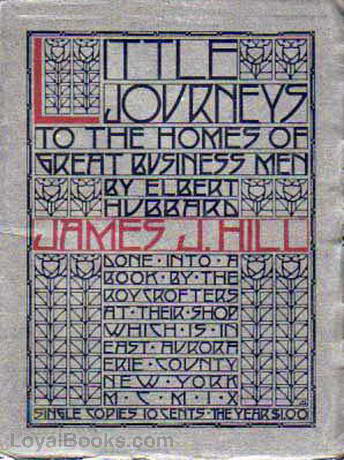 LITTLE
JOURNEYS
TO THE HOMES OF
GREAT BUSINESS MEN
BY ELBERT
HUBBARD
JAMES J. HILL
DONE · INTO · A
BOOK · BY · THE
ROYCROFTERS
AT · THEIR · SHOP
WHICH · IS · IN
EAST · AURORA
ERIE · COUNTY
NEW · YORK
M · C · M · I · X
SINGLE COPIES 10 CENTS · THE YEAR $1.00
LoyalBooks.com